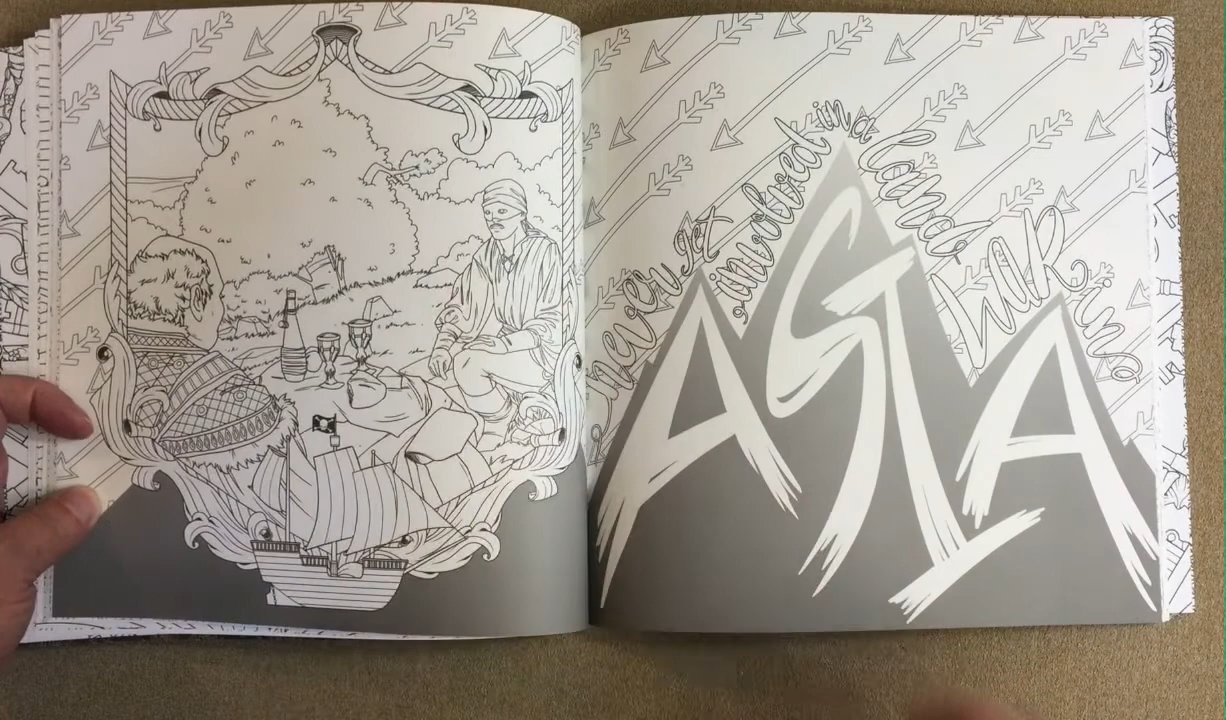 never get
involved in a
land
WAR in
ASIA